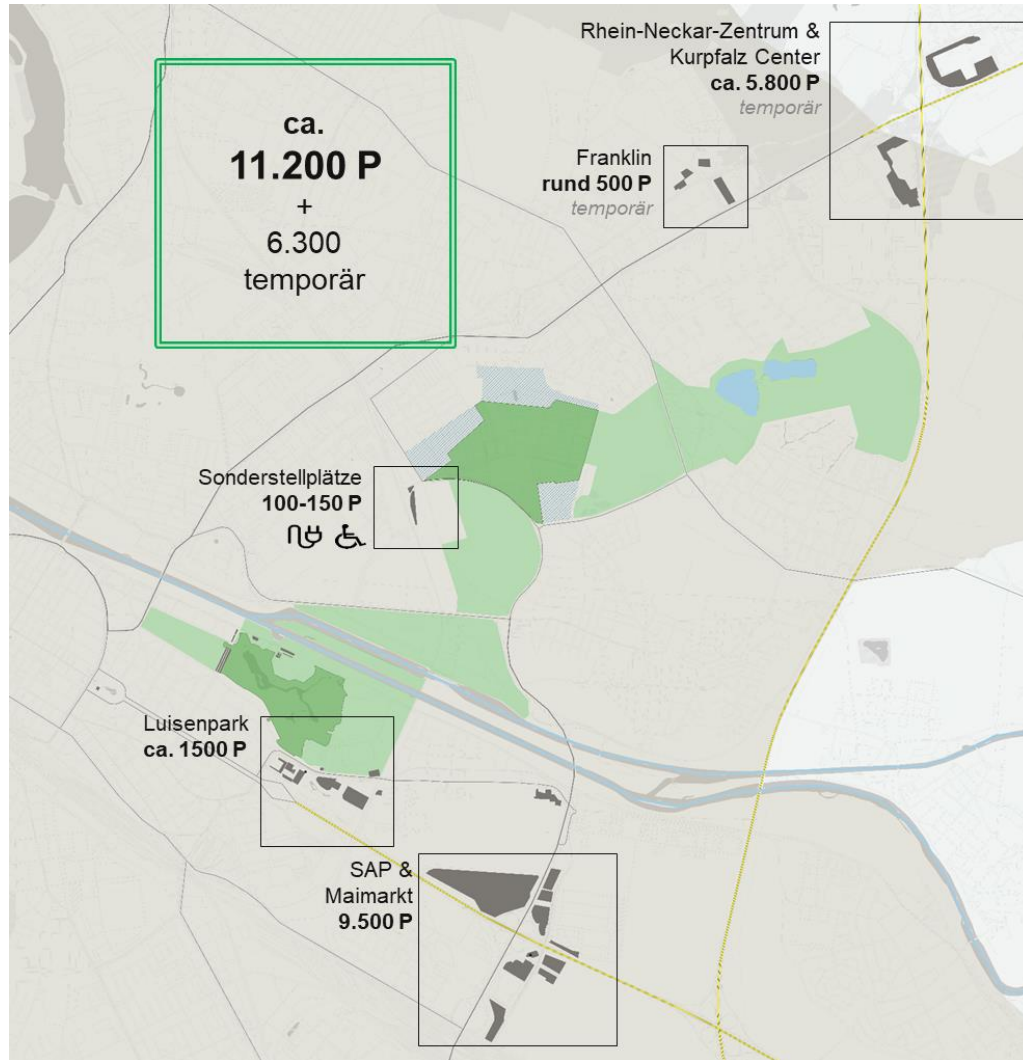 Rhein-Neckar-Zentrum &
Kurpfalz Center
ca. 5.800 P
temporär
ca.
11.200 P
+
6.300
temporär
Franklin
rund 500 P
temporär
Sonderstellplätze
100-150 P
Luisenpark
ca. 1500 P
SAP &
Maimarkt
9.500 P